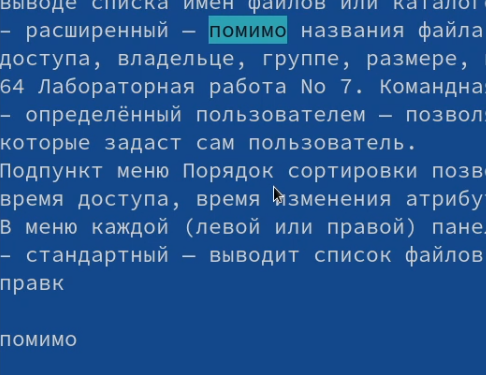 выводе списка имён файлов или каталог
– расширенный — помимо названия файла
доступа, владельце, группе, размере,
64 Лабораторная работа No 7. Командна
– определённый пользователем — позвол
которые задаст сам пользователь.
Подпункт меню Порядок сортировки позв
время доступа, время изменения атрибу
В меню каждой (левой или правой) пане
– стандартный — выводит список файлов
правк
помимо